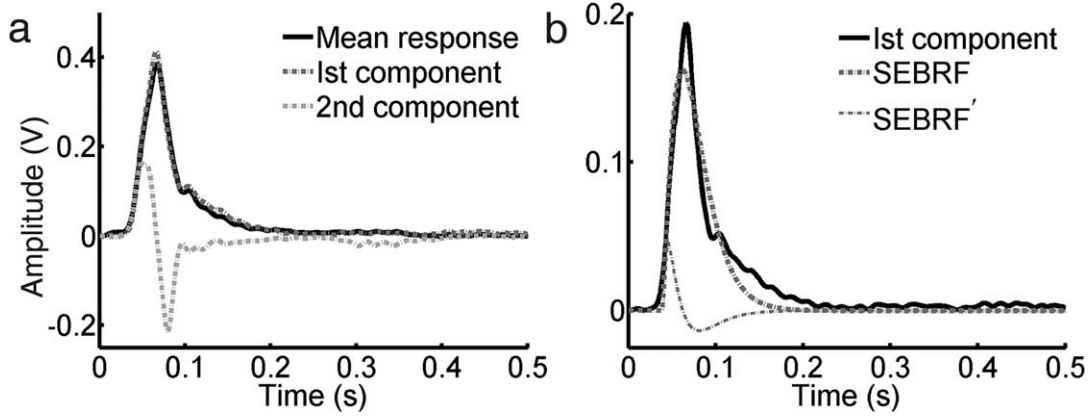 a
Mean response
Ist component
2nd component
Amplitude (V)
0.4
0.2
0
-0.2
0 0.1 0.2 0.3 0.4 0.5
Time (s)
b
Ist component
SEBRF
SEBRF′
0.2
0.1
0
0 0.1 0.2 0.3 0.4 0.5
Time (s)